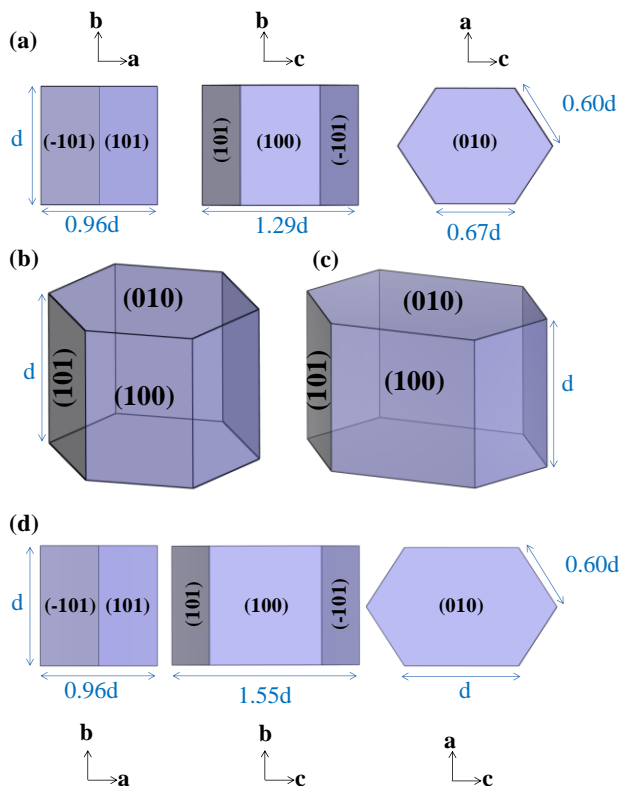 (a)
b
a
b
c
a
c
d
(-101) (101)
0.96d
(101)
(100)
(-101)
1.29d
(010)
0.60d
0.67d
(b)
(010)
d
(101)
(100)
(c)
(010)
(101)
(100)
d
(d)
d
(-101) (101)
0.96d
(101)
(100)
(-101)
1.55d
(010)
0.60d
d
b
a
b
c
a
c